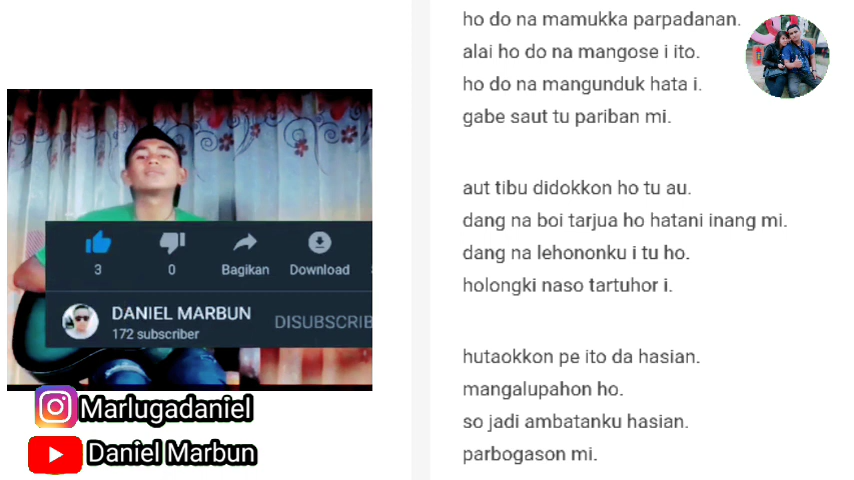 3
0
Bagikan
Download
DANIEL MARBUN
172 subscriber
DISUBSCRIB
Marlugadaniel
Daniel Marbun
ho do na mamukka parpadanan.
alai ho do na mangose i ito.
ho do na mangunduk hata i.
gabe saut tu pariban mi.
aut tibu didokkon ho tu au.
dang na boi tarjua ho hatani inang mi.
dang na lehononku i tu ho.
holongki naso tartuhor i.
hutaokkon pe ito da hasian.
mangalupahon ho.
so jadi ambatanku hasian.
parbogason mi.